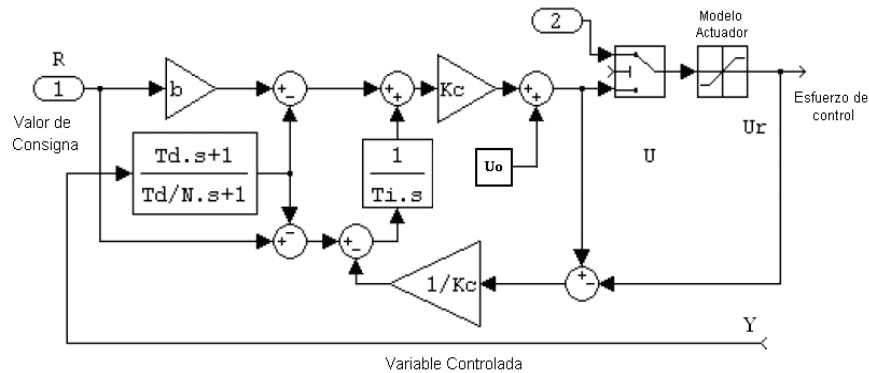 Modelo
Actuador
2
R
1
b
Kc
Esfuerzo de
control
Valor de
Consigna
Ur
Td.s+1
Td/N.s+1
1
Ti.s
Uo
U
1/Kc
Y
Variable Controlada